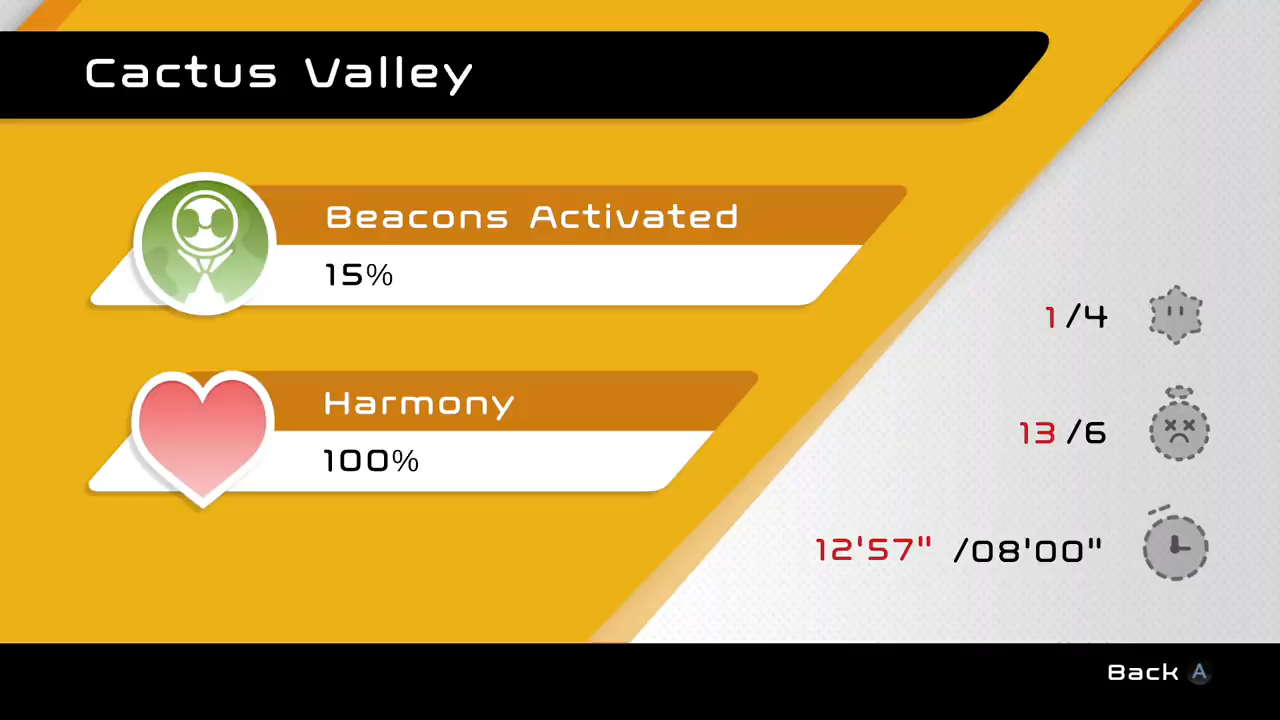 Cactus Valley
Beacons Activated
15%
Harmony
100%
1 /4
13 /6
12'57" /08'00"
Back A